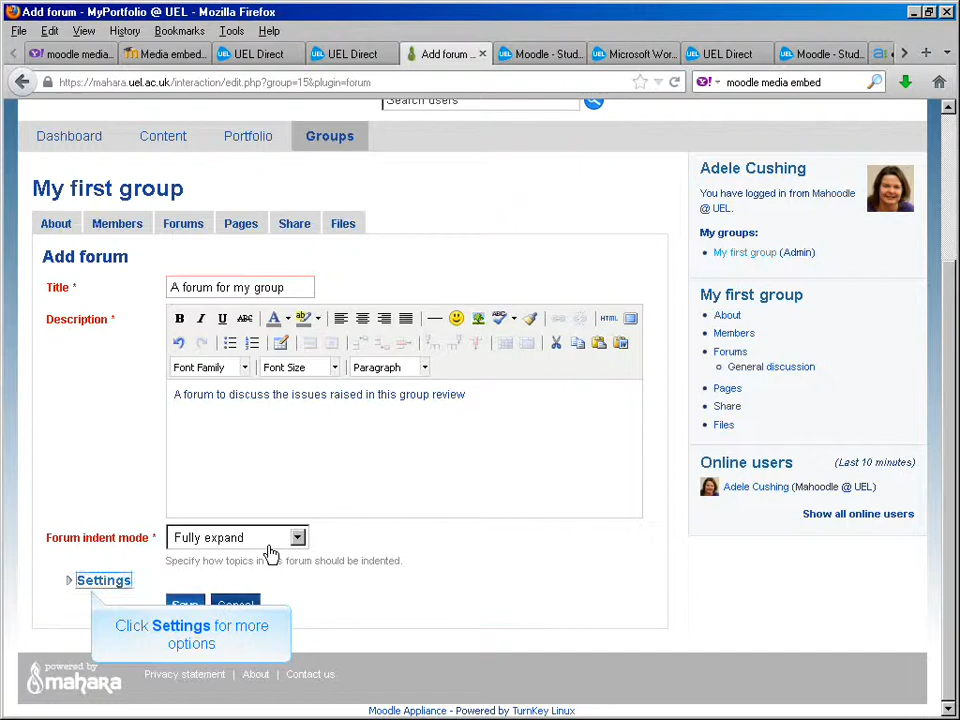 Add forum - MyPortfolio @ UEL - Mozilla Firefox
File Edit View History Bookmarks Tools Help
moodle media... Media embed... UEL Direct UEL Direct Add forum ... Moodle - Stud... Microsoft Wor... UEL Direct Moodle - Stud...
https://mahara.uel.ac.uk/interaction/edit.php?group=15&plugin=forum
moodle media embed
Search users
Dashboard Content Portfolio Groups
My first group
About Members Forums Pages Share Files
Add forum
Title *
A forum for my group
Description *
B I U ABC A ab ABC HTML
Font Family Font Size Paragraph
A forum to discuss the issues raised in this group review
Forum indent mode *
Fully expand
Specify how topics in this forum should be indented.
Settings
Save Cancel
Click Settings for more
options
Adele Cushing
You have logged in from Mahoodle
@ UEL.
My groups:
My first group (Admin)
My first group
About
Members
Forums
General discussion
Pages
Share
Files
Online users (Last 10 minutes)
Adele Cushing (Mahoodle @ UEL)
Show all online users
powered by
mahara
Privacy statement | About | Contact us
Moodle Appliance - Powered by TurnKey Linux